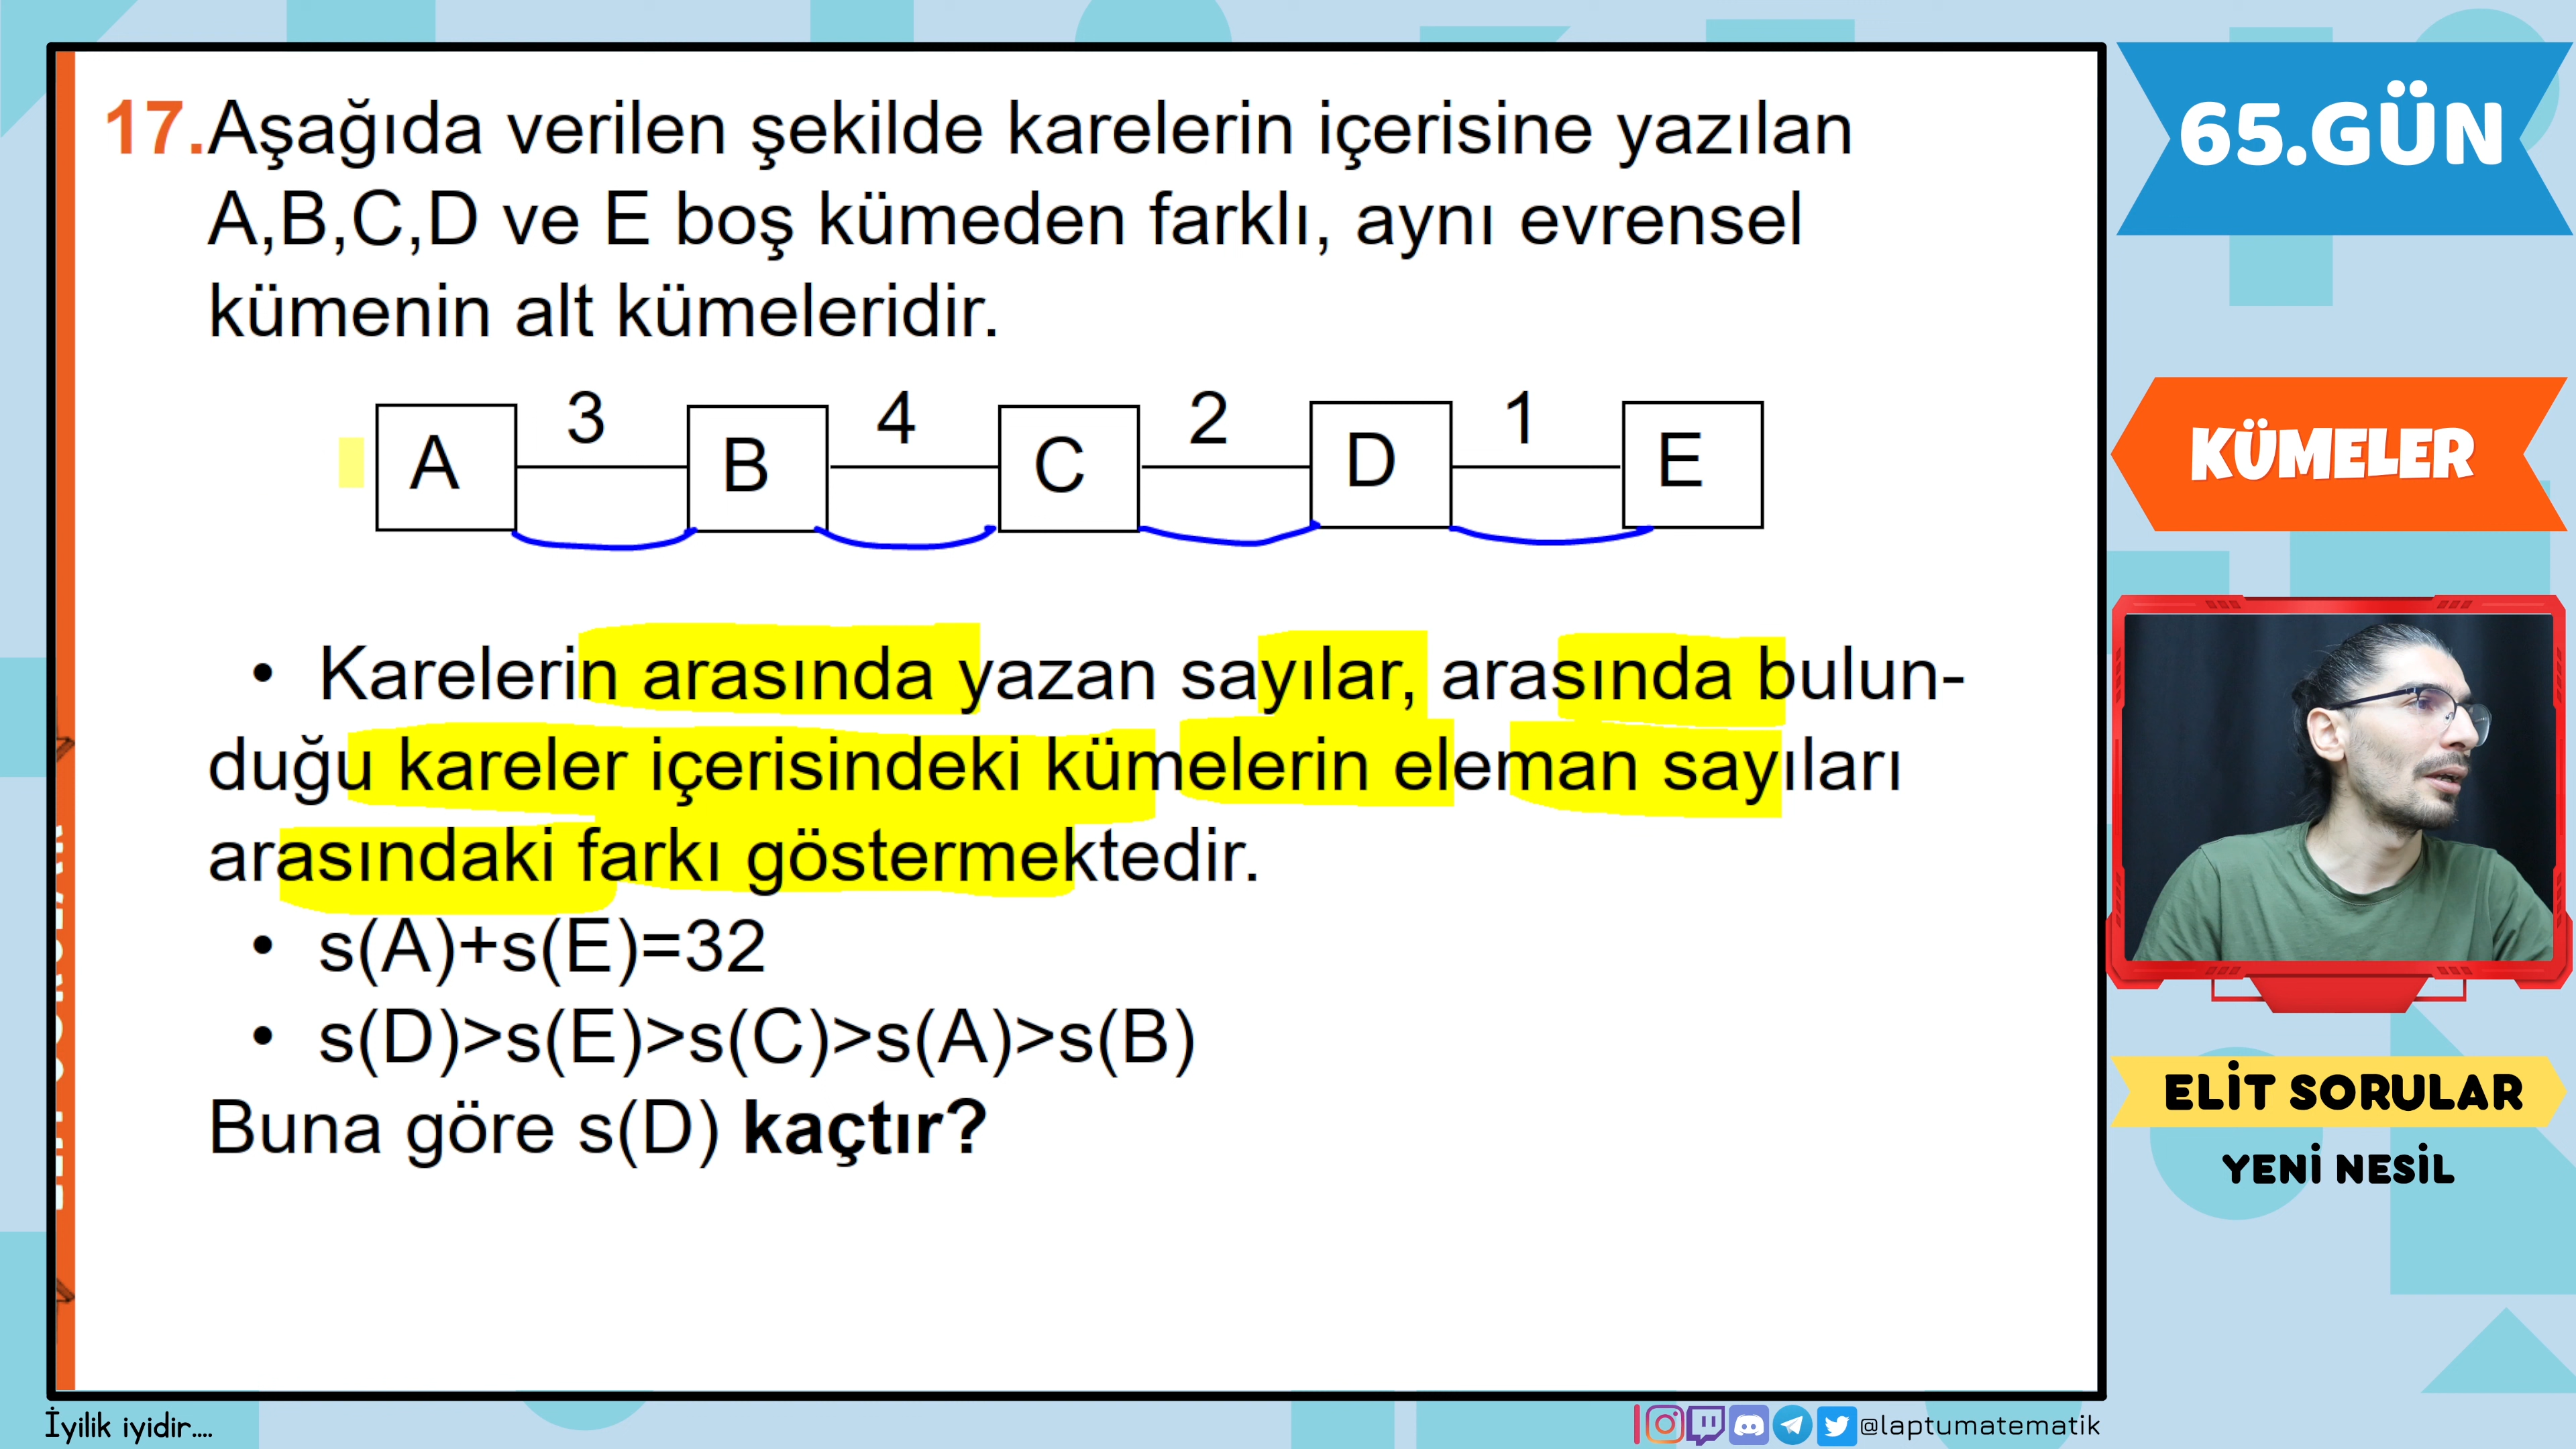 17.Aşağıda verilen şekilde karelerin içerisine yazılan
A,B,C,D ve E boş kümeden farklı, aynı evrensel
kümenin alt kümeleridir.
A 3 B 4 C 2 D 1 E
• Karelerin arasında yazan sayılar, arasında bulun-
duğu kareler içerisindeki kümelerin eleman sayıları
arasındaki farkı göstermektedir.
• s(A)+s(E)=32
• s(D)>s(E)>s(C)>s(A)>s(B)
Buna göre s(D) kaçtır?
65.GÜN
KÜMELER
ELİT SORULAR
YENİ NESİL
İyilik iyidir....
@laptumatematik